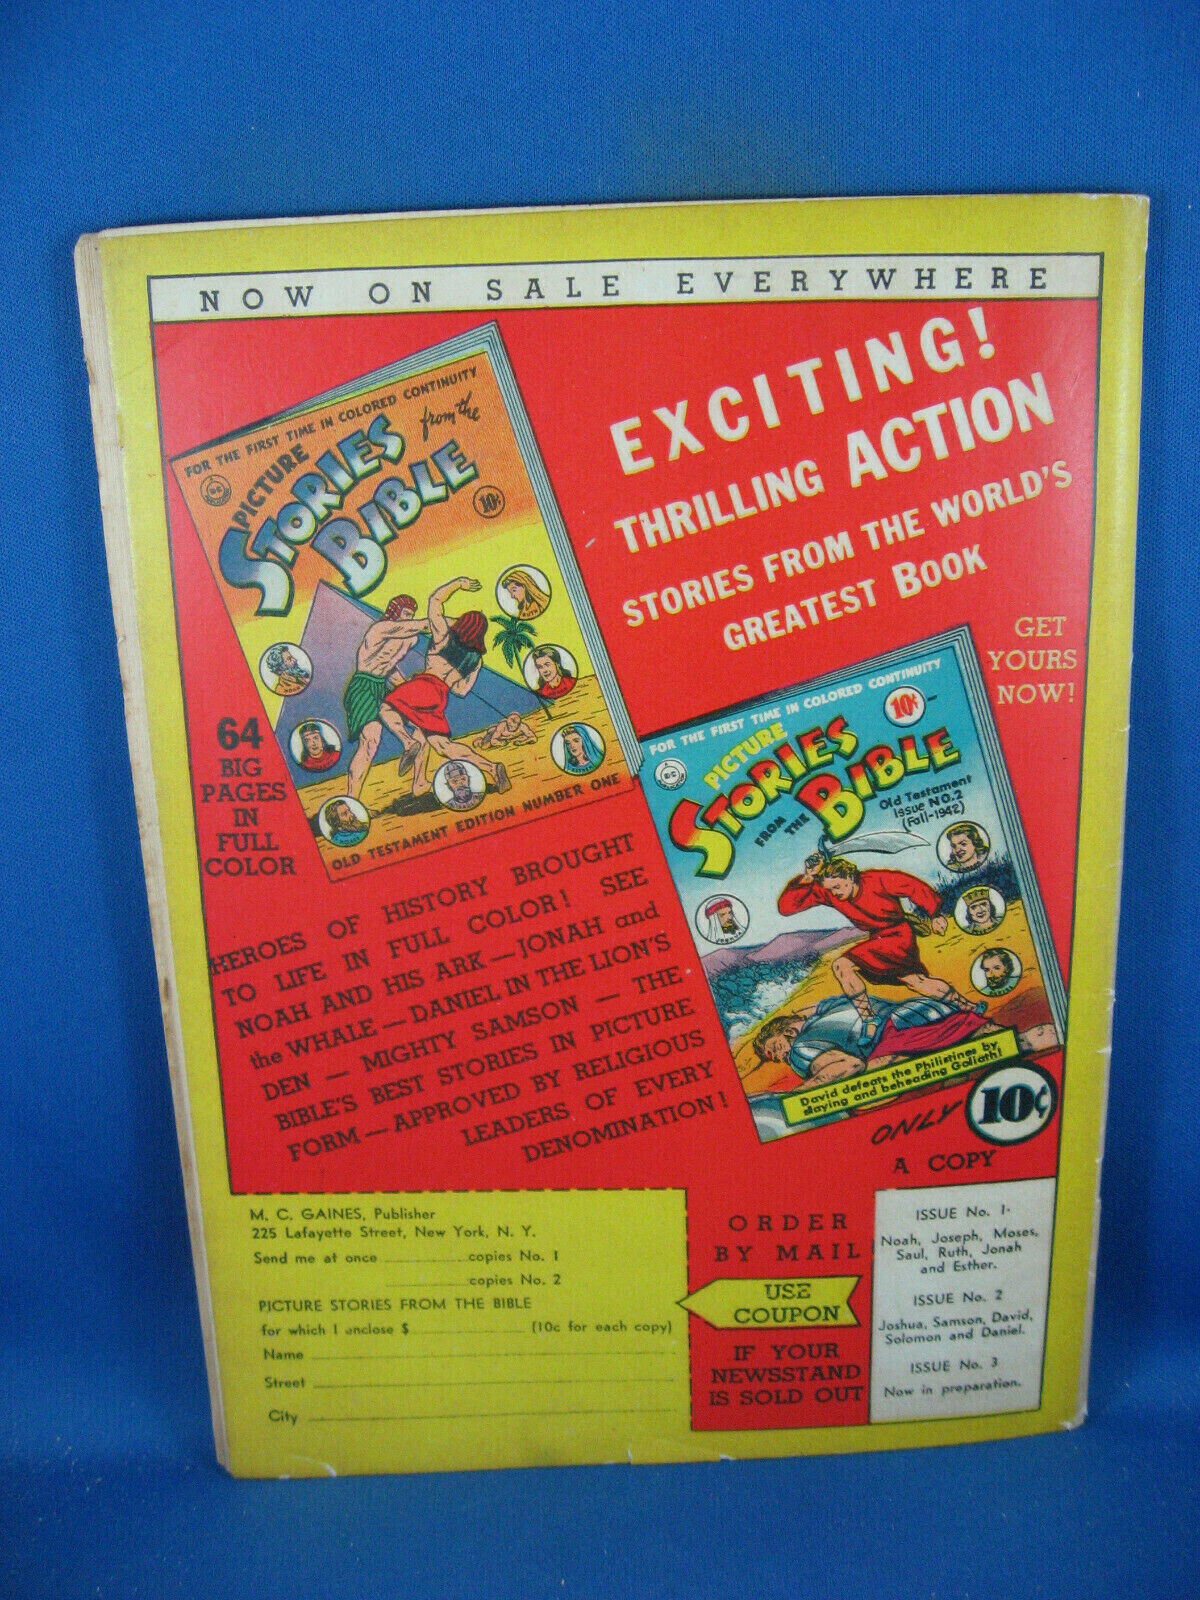 NOW ON SALE EVERYWHERE
EXCITING!
THRILLING ACTION
STORIES FROM THE WORLD'S
GREATEST BOOK
GET
YOURS
NOW!
FOR THE FIRST TIME IN COLORED CONTINUITY
PICTURE
STORIES from the
BIBLE
10¢
RUTH
OLD TESTAMENT EDITION NUMBER ONE
64
BIG
PAGES
IN
FULL
COLOR
FOR THE FIRST TIME IN COLORED CONTINUITY
10¢
PICTURE
STORIES
FROM THE BIBLE
Old Testament
Issue NO.2
(Fall-1942)
JOSHUA
David defeats the Philistines by
slaying and beheading Goliath!
HEROES OF HISTORY BROUGHT
TO LIFE IN FULL COLOR! SEE
NOAH AND HIS ARK — JONAH and
the WHALE — DANIEL IN THE LION'S
DEN — MIGHTY SAMSON — THE
BIBLE'S BEST STORIES IN PICTURE
FORM — APPROVED BY RELIGIOUS
LEADERS OF EVERY
DENOMINATION!
ONLY 10¢
A COPY
M. C. GAINES, Publisher
225 Lafayette Street, New York, N. Y.
Send me at once copies No. 1
copies No. 2
PICTURE STORIES FROM THE BIBLE
for which I enclose $ (10c for each copy)
Name
Street
City
ORDER
BY MAIL
USE
COUPON
IF YOUR
NEWSSTAND
IS SOLD OUT
ISSUE No. 1-
Noah, Joseph, Moses,
Saul, Ruth, Jonah
and Esther.
ISSUE No. 2
Joshua, Samson, David,
Solomon and Daniel.
ISSUE No. 3
Now in preparation.